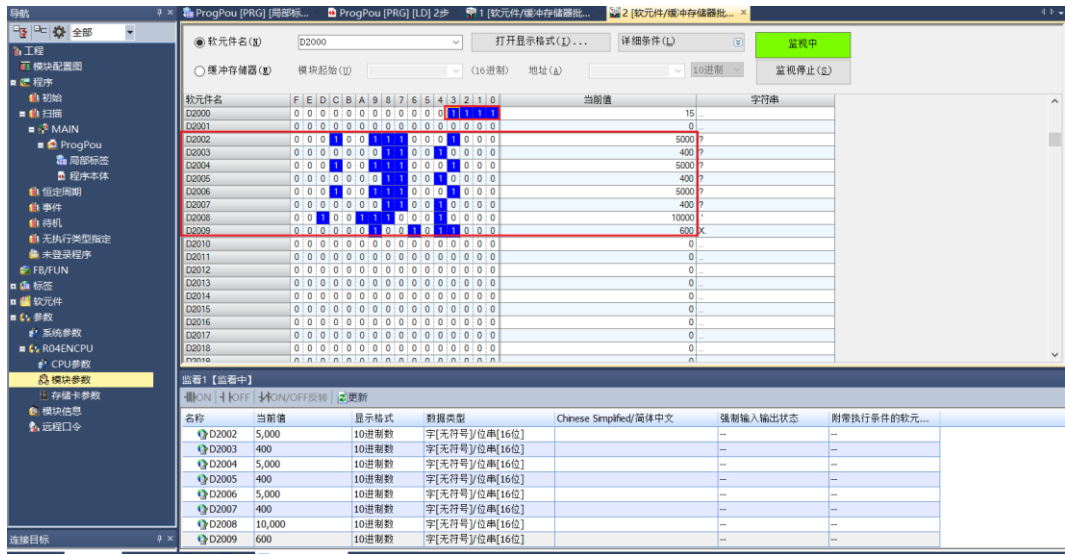 导航
ProgPou [PRG] [局部标...
ProgPou [PRG] [LD] 2步
1 [软元件/缓冲存储器批...
2 [软元件/缓冲存储器批...
全部
工程
模块配置图
程序
初始
扫描
MAIN
ProgPou
局部标签
程序本体
恒定周期
事件
待机
无执行类型指定
未登录程序
FB/FUN
标签
软元件
参数
系统参数
R04ENCPU
CPU参数
模块参数
存储卡参数
模块信息
远程口令
连接目标
软元件名(N) D2000 打开显示格式(I)... 详细条件(L) 监视中
缓冲存储器(M) 模块起始(U) (16进制) 地址(A) 10进制 监视停止(S)
软元件名 F E D C B A 9 8 7 6 5 4 3 2 1 0 当前值 字符串
D2000 0 0 0 0 0 0 0 0 0 0 0 0 1 1 1 1 15 ..
D2001 0 0 0 0 0 0 0 0 0 0 0 0 0 0 0 0 0 ..
D2002 0 0 0 1 0 0 1 1 1 0 0 0 1 0 0 0 5000 ?
D2003 0 0 0 0 0 0 0 1 1 0 0 1 0 0 0 0 400 ?
D2004 0 0 0 1 0 0 1 1 1 0 0 0 1 0 0 0 5000 ?
D2005 0 0 0 0 0 0 0 1 1 0 0 1 0 0 0 0 400 ?
D2006 0 0 0 1 0 0 1 1 1 0 0 0 1 0 0 0 5000 ?
D2007 0 0 0 0 0 0 0 1 1 0 0 1 0 0 0 0 400 ?
D2008 0 0 1 0 0 1 1 1 0 0 0 1 0 0 0 0 10000 .'
D2009 0 0 0 0 0 0 1 0 0 1 0 1 1 0 0 0 600 X.
D2010 0 0 0 0 0 0 0 0 0 0 0 0 0 0 0 0 0 ..
D2011 0 0 0 0 0 0 0 0 0 0 0 0 0 0 0 0 0 ..
D2012 0 0 0 0 0 0 0 0 0 0 0 0 0 0 0 0 0 ..
D2013 0 0 0 0 0 0 0 0 0 0 0 0 0 0 0 0 0 ..
D2014 0 0 0 0 0 0 0 0 0 0 0 0 0 0 0 0 0 ..
D2015 0 0 0 0 0 0 0 0 0 0 0 0 0 0 0 0 0 ..
D2016 0 0 0 0 0 0 0 0 0 0 0 0 0 0 0 0 0 ..
D2017 0 0 0 0 0 0 0 0 0 0 0 0 0 0 0 0 0 ..
D2018 0 0 0 0 0 0 0 0 0 0 0 0 0 0 0 0 0 ..
D2019 0 0 0 0 0 0 0 0 0 0 0 0 0 0 0 0 0
监看1【监看中】
ON OFF ON/OFF反转 更新
名称 当前值 显示格式 数据类型 Chinese Simplified/简体中文 强制输入输出状态 附带执行条件的软元...
D2002 5,000 10进制数 字[无符号]/位串[16位] -- --
D2003 400 10进制数 字[无符号]/位串[16位] -- --
D2004 5,000 10进制数 字[无符号]/位串[16位] -- --
D2005 400 10进制数 字[无符号]/位串[16位] -- --
D2006 5,000 10进制数 字[无符号]/位串[16位] -- --
D2007 400 10进制数 字[无符号]/位串[16位] -- --
D2008 10,000 10进制数 字[无符号]/位串[16位] -- --
D2009 600 10进制数 字[无符号]/位串[16位] -- --